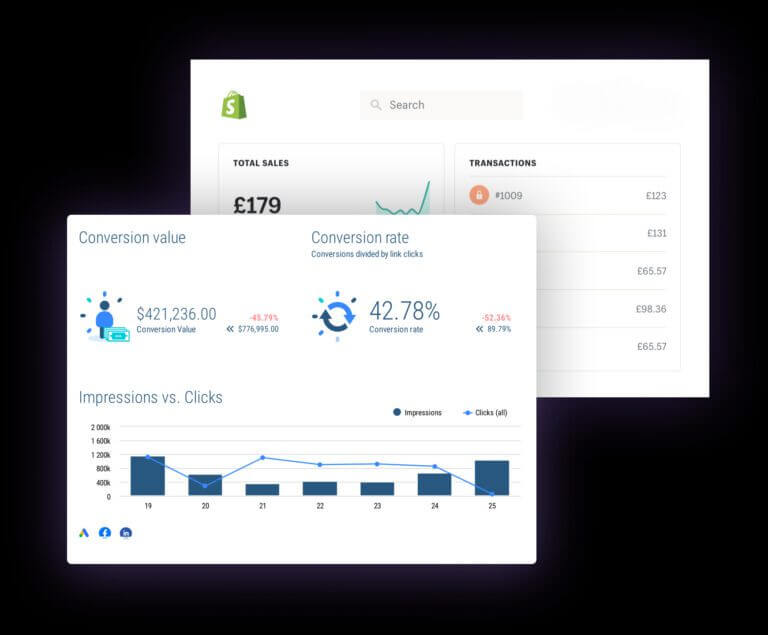 Search
TOTAL SALES
£179
TRANSACTIONS
#1009 £123
£131
£65.57
£98.36
£65.57
Conversion value
$421,236.00
Conversion Value
-45.79%
$776,995.00
Conversion rate
Conversions divided by link clicks
42.78%
Conversion rate
-52.36%
89.79%
Impressions vs. Clicks
Impressions Clicks (all)
2 000k
1 600k
1 200k
800k
400k
0
19 20 21 22 23 24 25